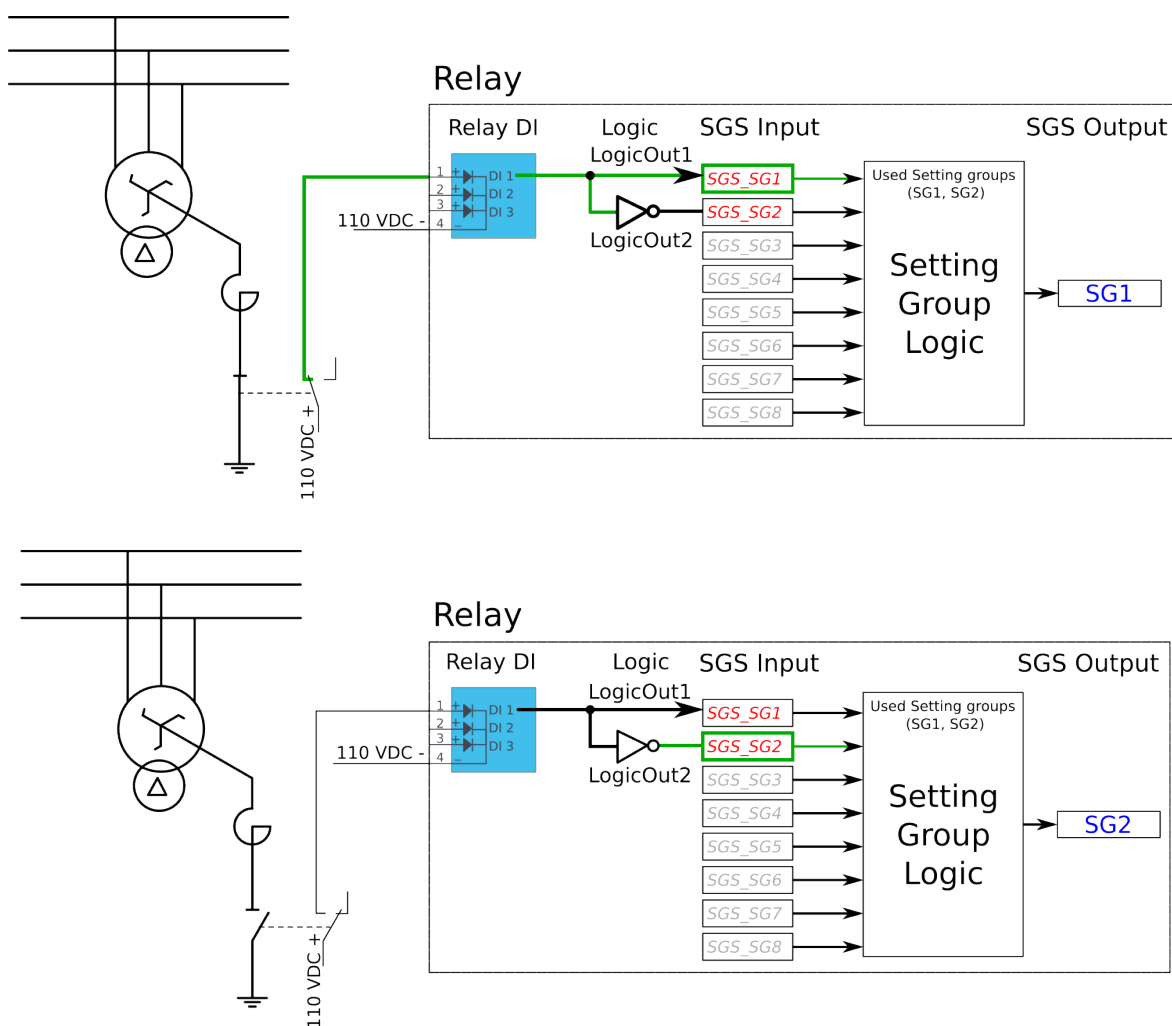 Relay
Relay DI
Logic
SGS Input
SGS Output
LogicOut1
1 + DI 1
2 + DI 2
3 + DI 3
110 VDC - 4 −
LogicOut2
SGS_SG1
SGS_SG2
SGS_SG3
SGS_SG4
SGS_SG5
SGS_SG6
SGS_SG7
SGS_SG8
Used Setting groups
(SG1, SG2)
Setting
Group
Logic
SG1
Δ
110 VDC +
Relay
Relay DI
Logic
SGS Input
SGS Output
LogicOut1
1 + DI 1
2 + DI 2
3 + DI 3
110 VDC - 4 −
LogicOut2
SGS_SG1
SGS_SG2
SGS_SG3
SGS_SG4
SGS_SG5
SGS_SG6
SGS_SG7
SGS_SG8
Used Setting groups
(SG1, SG2)
Setting
Group
Logic
SG2
Δ
110 VDC +